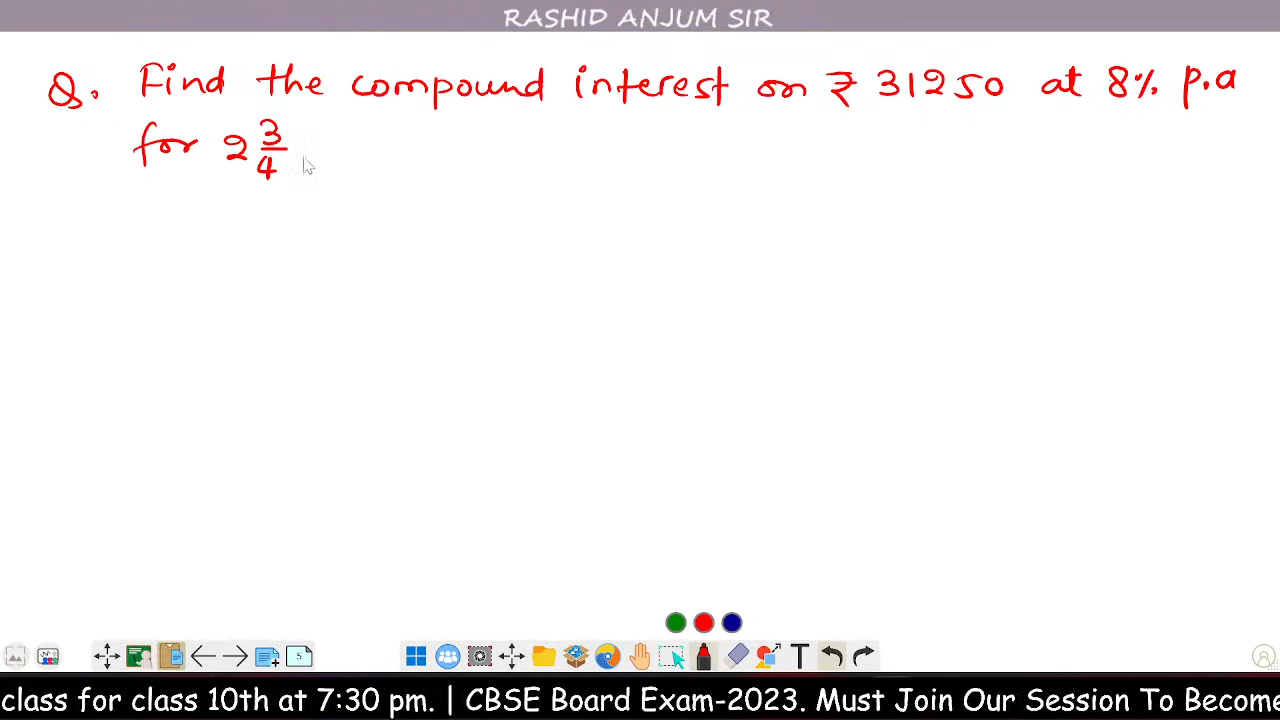 RASHID ANJUM SIR
Q. Find the compound interest on ₹ 31250 at 8% p.a
for 2 3/4
5
class for class 10th at 7:30 pm. | CBSE Board Exam-2023. Must Join Our Session To Become